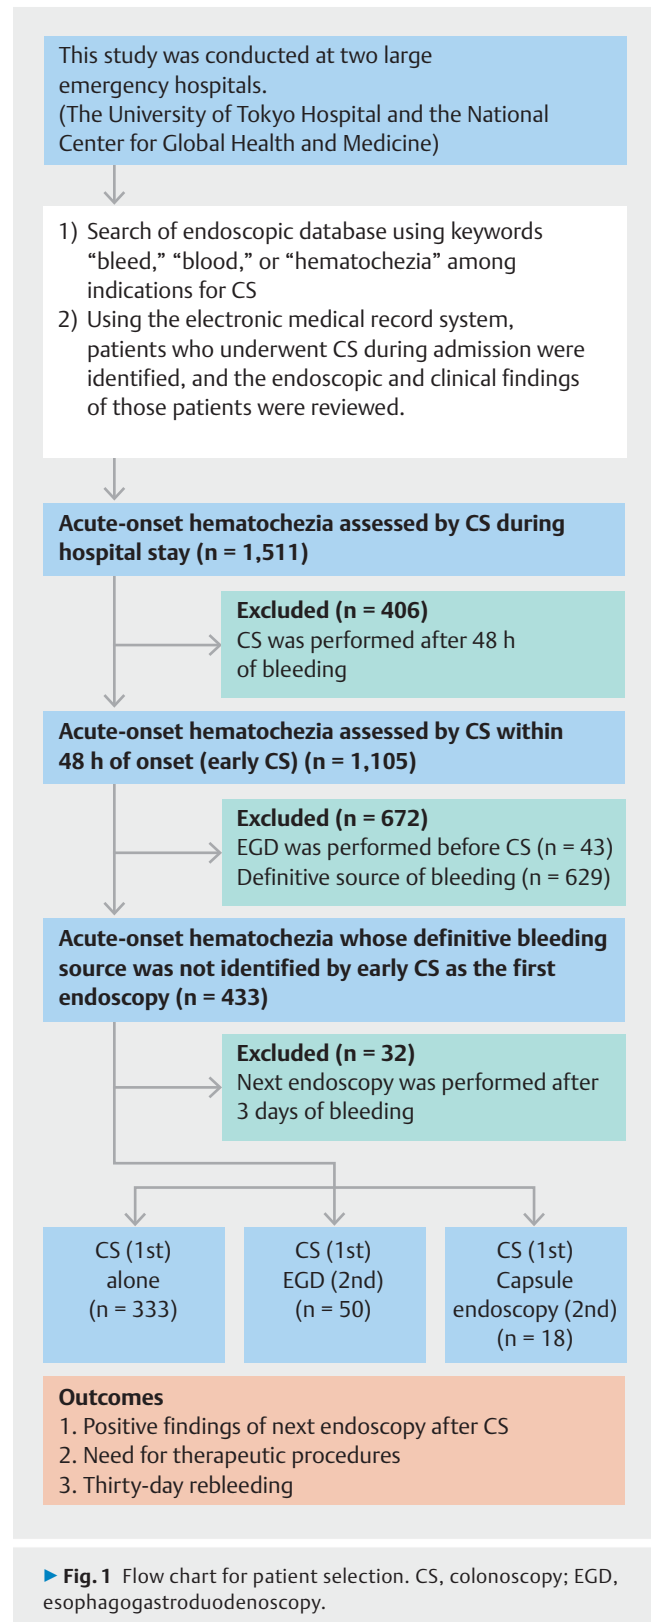 This study was conducted at two large
emergency hospitals.
(The University of Tokyo Hospital and the National
Center for Global Health and Medicine)
1) Search of endoscopic database using keywords
“bleed,” “blood,” or “hematochezia” among
indications for CS
2) Using the electronic medical record system,
patients who underwent CS during admission were
identified, and the endoscopic and clinical findings
of those patients were reviewed.
Acute-onset hematochezia assessed by CS during
hospital stay (n = 1,511)
Excluded (n = 406)
CS was performed after 48 h
of bleeding
Acute-onset hematochezia assessed by CS within
48 h of onset (early CS) (n = 1,105)
Excluded (n = 672)
EGD was performed before CS (n = 43)
Definitive source of bleeding (n = 629)
Acute-onset hematochezia whose definitive bleeding
source was not identified by early CS as the first
endoscopy (n = 433)
Excluded (n = 32)
Next endoscopy was performed after
3 days of bleeding
CS (1st)
alone
(n = 333)
CS (1st)
EGD (2nd)
(n = 50)
CS (1st)
Capsule
endoscopy (2nd)
(n = 18)
Outcomes
1. Positive findings of next endoscopy after CS
2. Need for therapeutic procedures
3. Thirty-day rebleeding
▶ Fig. 1 Flow chart for patient selection. CS, colonoscopy; EGD,
esophagogastroduodenoscopy.